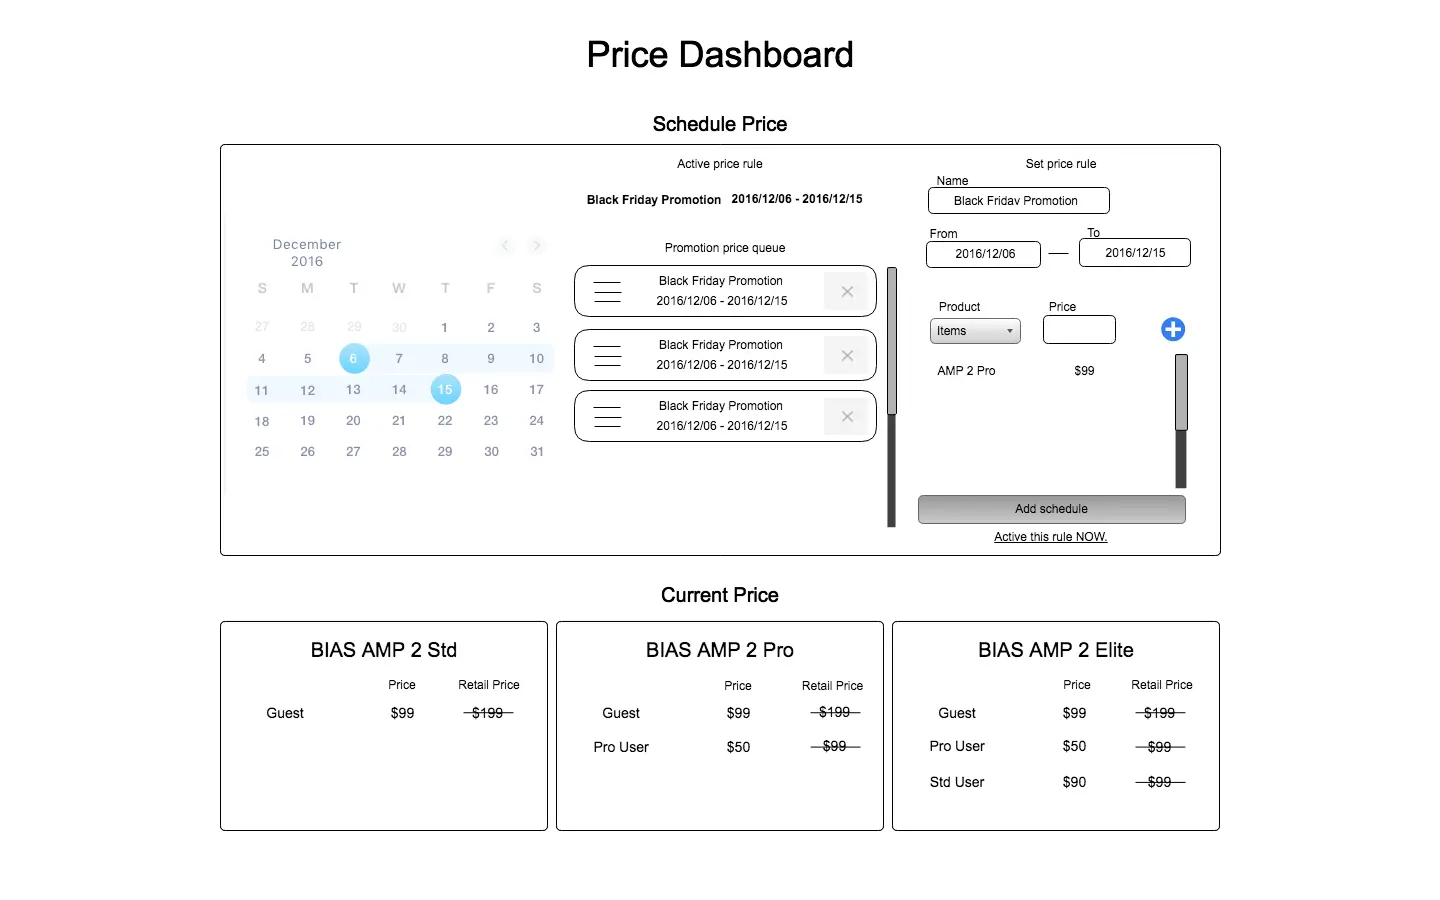 Price Dashboard
Schedule Price
Active price rule
Black Friday Promotion 2016/12/06 - 2016/12/15
December
2016
S M T W T F S
27 28 29 30 1 2 3
4 5 6 7 8 9 10
11 12 13 14 15 16 17
18 19 20 21 22 23 24
25 26 27 28 29 30 31
Promotion price queue
Black Friday Promotion
2016/12/06 - 2016/12/15
Black Friday Promotion
2016/12/06 - 2016/12/15
Black Friday Promotion
2016/12/06 - 2016/12/15
Set price rule
Name
Black Friday Promotion
From To
2016/12/06 2016/12/15
Product Price
Items
AMP 2 Pro $99
Add schedule
Active this rule NOW.
Current Price
BIAS AMP 2 Std
Price Retail Price
Guest $99 $199
BIAS AMP 2 Pro
Price Retail Price
Guest $99 $199
Pro User $50 $99
BIAS AMP 2 Elite
Price Retail Price
Guest $99 $199
Pro User $50 $99
Std User $90 $99